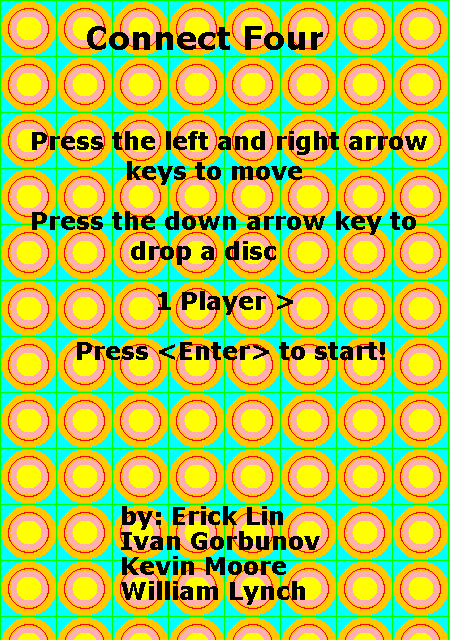 Connect Four
Press the left and right arrow
keys to move
Press the down arrow key to
drop a disc
1 Player >
Press <Enter> to start!
by: Erick Lin
Ivan Gorbunov
Kevin Moore
William Lynch